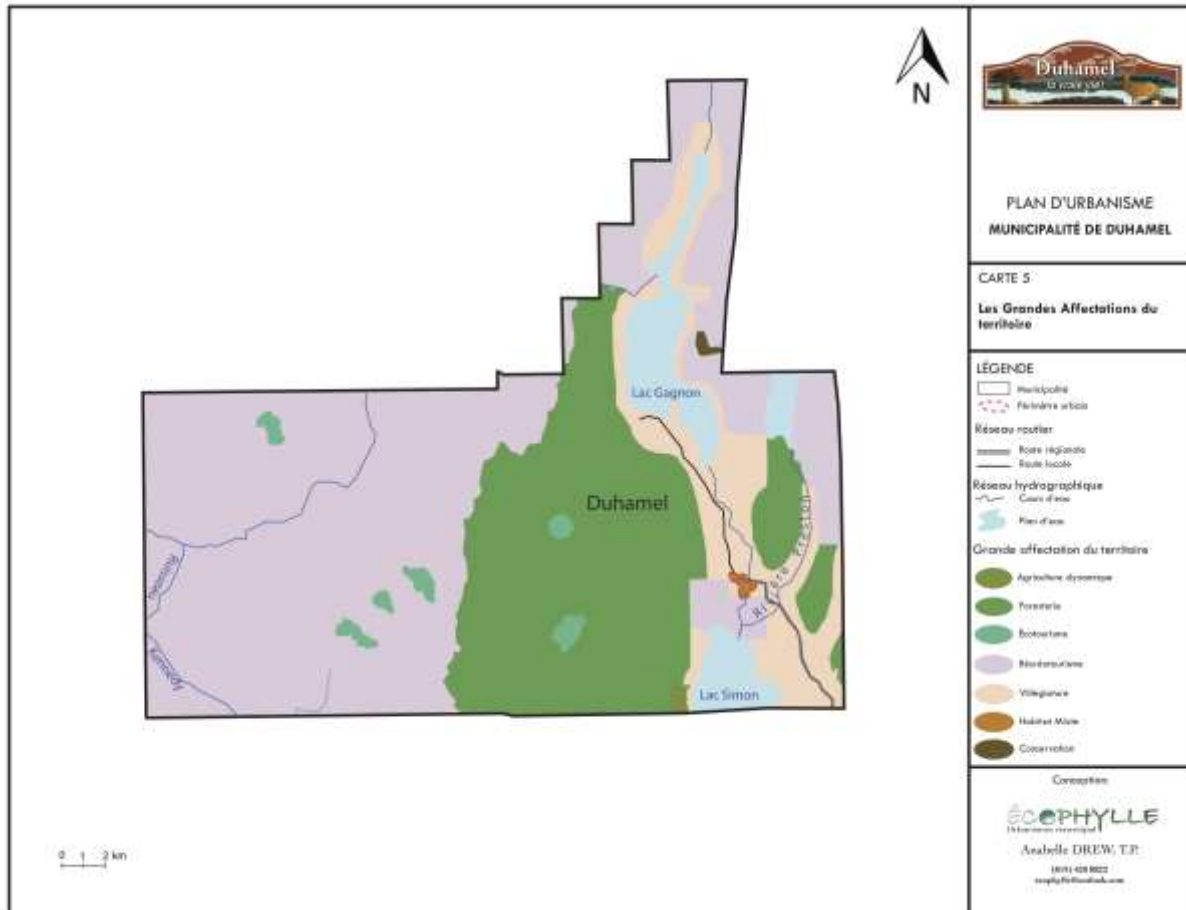 N
Lac Gagnon
Duhamel
Rivière Preston
Lac Simon
0 1 2 km
Duhamel
PLAN D'URBANISME
MUNICIPALITÉ DE DUHAMEL
CARTE 5
Les Grandes Affectations du
territoire
LÉGENDE
Municipalité
Périmètre urbain
Réseau routier
Route régionale
Route locale
Réseau hydrographique
Cours d'eau
Plan d'eau
Grande affectation du territoire
Agriculture dynamique
Foresterie
Écotourisme
Récréotourisme
Villégiature
Habitat Mixte
Conservation
Conception
éCOPHYLLE
Urbanisme municipal
Anabelle DREW, T.P.